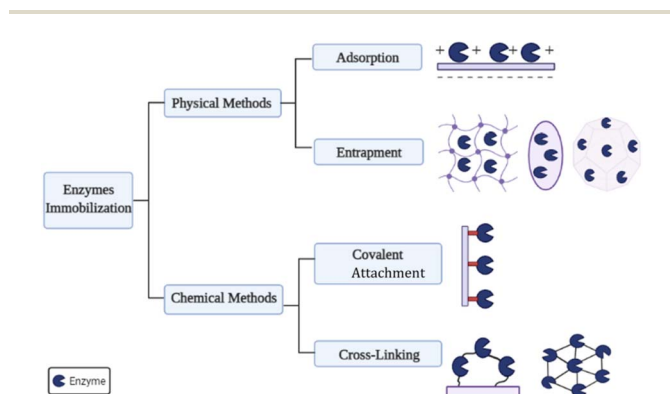 Adsorption
+ + + +
Physical Methods
Entrapment
Enzymes
Immobilization
Covalent
Attachment
Chemical Methods
Cross-Linking
Enzyme